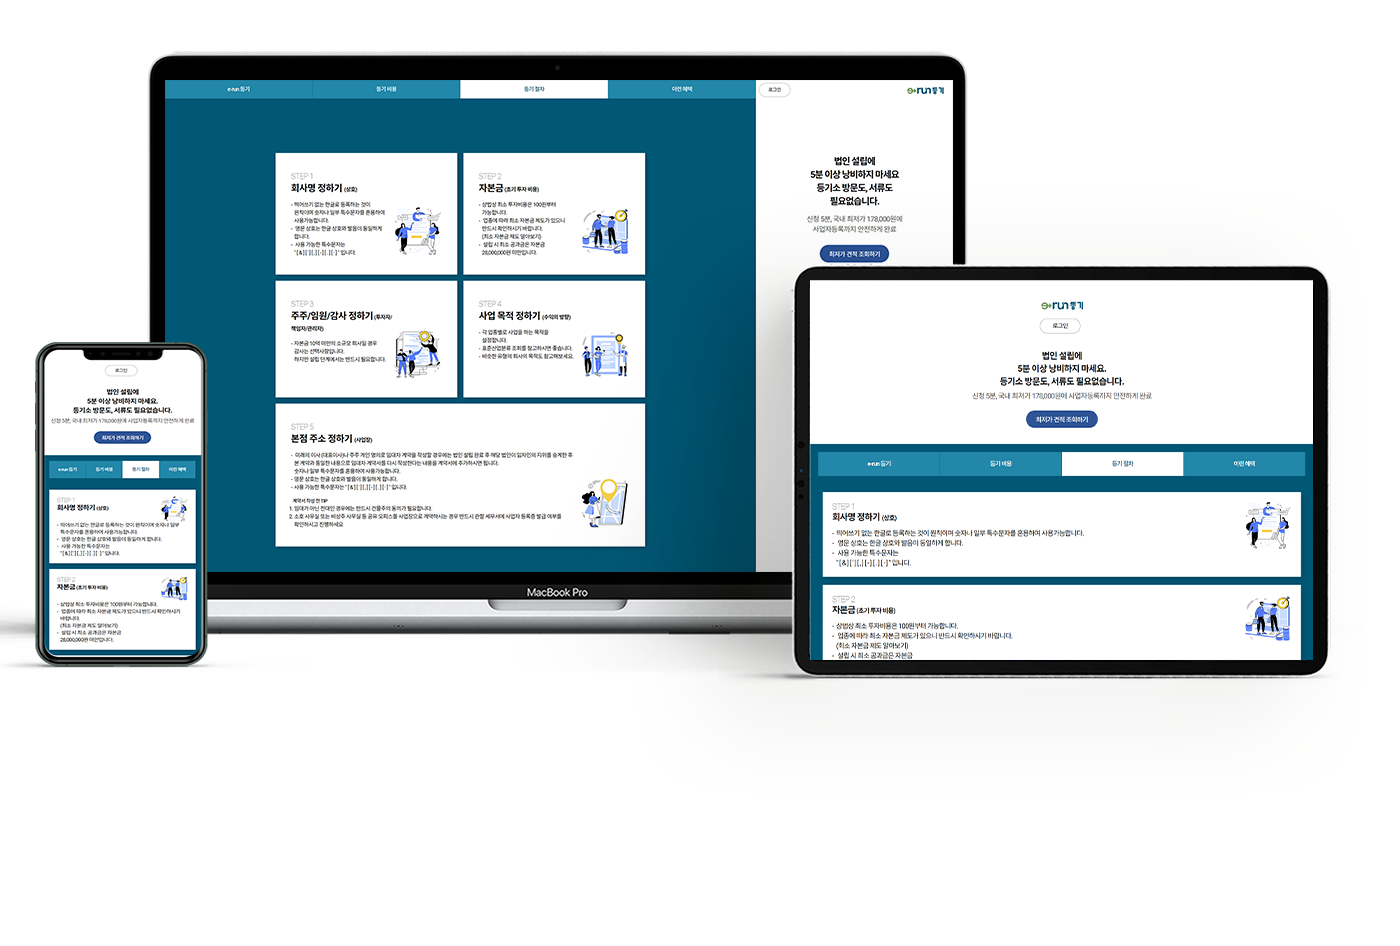 e-run 등기
등기 비용
등기 절차
이런 혜택
로그인
e-run등기
STEP 1
회사명 정하기 (상호)
- 띄어쓰기 없는 한글로 등록하는 것이
원칙이며 숫자나 일부 특수문자를 혼용하여
사용가능합니다.
- 영문 상호는 한글 상호와 발음이 동일하게
합니다.
- 사용 가능한 특수문자는
"[&]['][,][-][.][·]" 입니다.
STEP 2
자본금 (초기 투자 비용)
- 상법상 최소 투자비용은 100원부터
가능합니다.
- 업종에 따라 최소 자본금 제도가 있으니
반드시 확인하시기 바랍니다.
(최소 자본금 제도 알아보기)
- 설립 시 최소 공과금은 자본금
28,000,000원 미만입니다.
STEP 3
주주/임원/감사 정하기 (투자자/
책임자/관리자)
- 자본금 10억 미만의 소규모 회사일 경우
감사는 선택사항입니다.
하지만 설립 단계에서는 반드시 필요합니다.
STEP 4
사업 목적 정하기 (수익의 방향)
- 각 업종별로 사업을 하는 목적을
설정합니다.
- 표준산업분류 조회를 참고하시면 좋습니다.
- 비슷한 유형의 회사의 목적도 참고해보세요.
STEP 5
본점 주소 정하기 (사업장)
- 미래의 이사(대표이사)나 주주 개인 명의로 임대차 계약을 작성할 경우에는 법인 설립 완료 후 해당 법인이 임차인의 지위를 승계한 후
본 계약과 동일한 내용으로 임대차 계약서를 다시 작성한다는 내용을 계약서에 추가하시면 됩니다.
숫자나 일부 특수문자를 혼용하여 사용가능합니다.
- 영문 상호는 한글 상호와 발음이 동일하게 합니다.
- 사용 가능한 특수문자는 "[&]['][,][-][.][·]" 입니다.
계약서 작성 전 TIP
1. 임대가 아닌 전대인 경우에는 반드시 건물주의 동의가 필요합니다.
2. 소호 사무실 또는 비상주 사무실 등 공유 오피스를 사업장으로 계약하시는 경우 반드시 관할 세무서에 사업자 등록증 발급 여부를
확인하시고 진행하세요
법인 설립에
5분 이상 낭비하지 마세요
등기소 방문도, 서류도
필요없습니다.
신청 5분, 국내 최저가 178,000원에
사업자등록까지 안전하게 완료
최저가 견적 조회하기
MacBook Pro
로그인
법인 설립에
5분 이상 낭비하지 마세요.
등기소 방문도, 서류도 필요없습니다.
신청 5분, 국내 최저가 178,000원에 사업자등록까지 안전하게 완료
최저가 견적 조회하기
e-run 등기
등기 비용
등기 절차
이런 혜택
STEP 1
회사명 정하기 (상호)
- 띄어쓰기 없는 한글로 등록하는 것이 원칙이며 숫자나 일부
특수문자를 혼용하여 사용가능합니다.
- 영문 상호는 한글 상호와 발음이 동일하게 합니다.
- 사용 가능한 특수문자는
"[&]['][,][-][.][·]" 입니다.
STEP 2
자본금 (초기 투자 비용)
- 상법상 최소 투자비용은 100원부터 가능합니다.
- 업종에 따라 최소 자본금 제도가 있으니 반드시 확인하시기
바랍니다.
(최소 자본금 제도 알아보기)
- 설립 시 최소 공과금은 자본금
28,000,000원 미만입니다.
e-run등기
로그인
법인 설립에
5분 이상 낭비하지 마세요.
등기소 방문도, 서류도 필요없습니다.
신청 5분, 국내 최저가 178,000원에 사업자등록까지 안전하게 완료
최저가 견적 조회하기
e-run 등기
등기 비용
등기 절차
이런 혜택
STEP 1
회사명 정하기 (상호)
- 띄어쓰기 없는 한글로 등록하는 것이 원칙이며 숫자나 일부 특수문자를 혼용하여 사용가능합니다.
- 영문 상호는 한글 상호와 발음이 동일하게 합니다.
- 사용 가능한 특수문자는
"[&]['][,][-][.][·]" 입니다.
STEP 2
자본금 (초기 투자 비용)
- 상법상 최소 투자비용은 100원부터 가능합니다.
- 업종에 따라 최소 자본금 제도가 있으니 반드시 확인하시기 바랍니다.
(최소 자본금 제도 알아보기)
- 설립 시 최소 공과금은 자본금